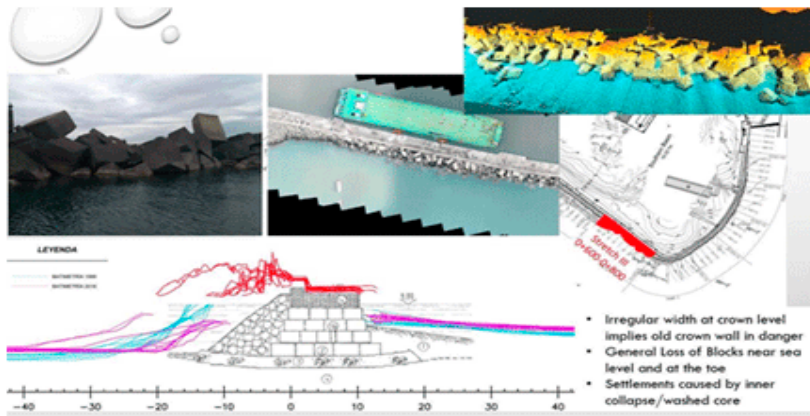 LEYENDA
Stretch III
0+600-0+800
-40
-30
-20
-10
0
10
20
30
40
▪ Irregular width at crown level
implies old crown wall in danger
▪ General Loss of Blocks near sea
level and at the toe
▪ Settlements caused by inner
collapse/washed core